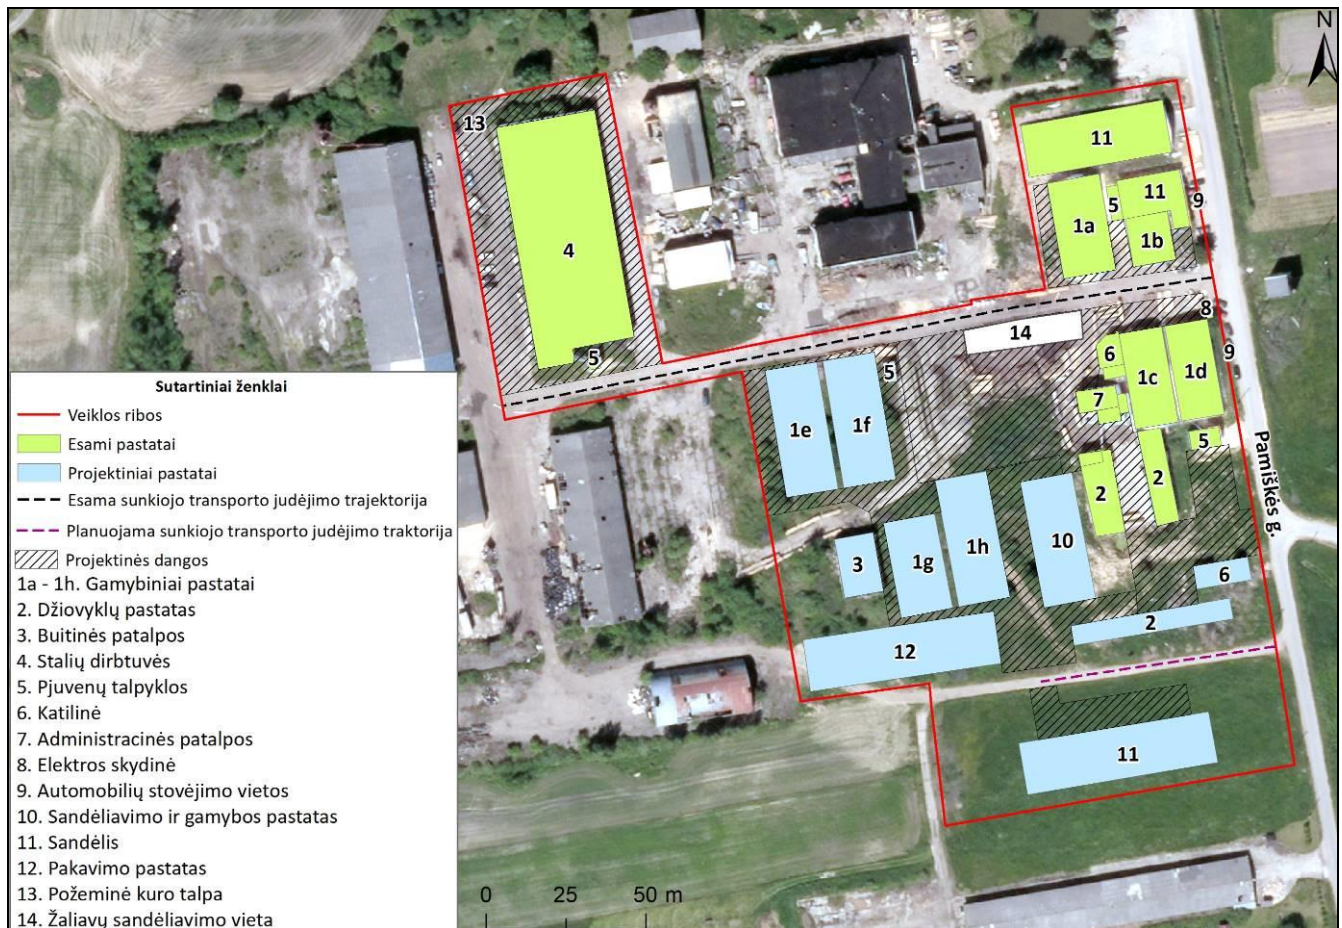 N
13
11
5
11
9
1a
1b
4
8
14
6
9
1c
1d
5
5
7
1e
1f
5
2
2
Pamiškės g.
10
1h
1g
3
6
2
12
11
Sutartiniai ženklai
Veiklos ribos
Esami pastatai
Projektiniai pastatai
Esama sunkiojo transporto judėjimo trajektorija
Planuojama sunkiojo transporto judėjimo traktorija
Projektinės dangos
1a - 1h. Gamybiniai pastatai
2. Džiovyklų pastatas
3. Buitinės patalpos
4. Stalių dirbtuvės
5. Pjuvenų talpyklos
6. Katilinė
7. Administracinės patalpos
8. Elektros skydinė
9. Automobilių stovėjimo vietos
10. Sandėliavimo ir gamybos pastatas
11. Sandėlis
12. Pakavimo pastatas
13. Požeminė kuro talpa
14. Žaliavų sandėliavimo vieta
0 25 50 m